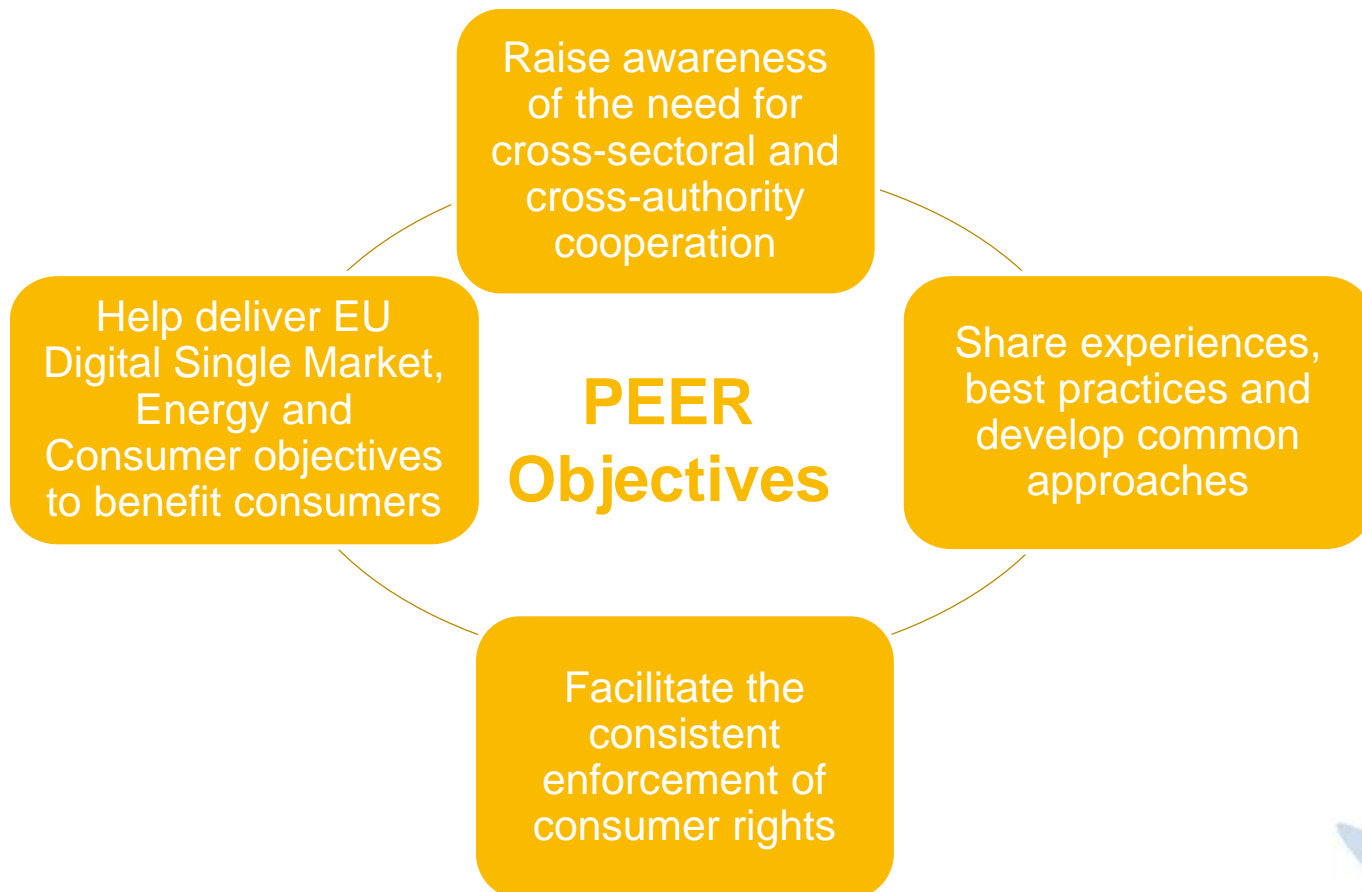 Raise awareness
of the need for
cross-sectoral and
cross-authority
cooperation
Help deliver EU
Digital Single Market,
Energy and
Consumer objectives
to benefit consumers
PEER
Objectives
Share experiences,
best practices and
develop common
approaches
Facilitate the
consistent
enforcement of
consumer rights